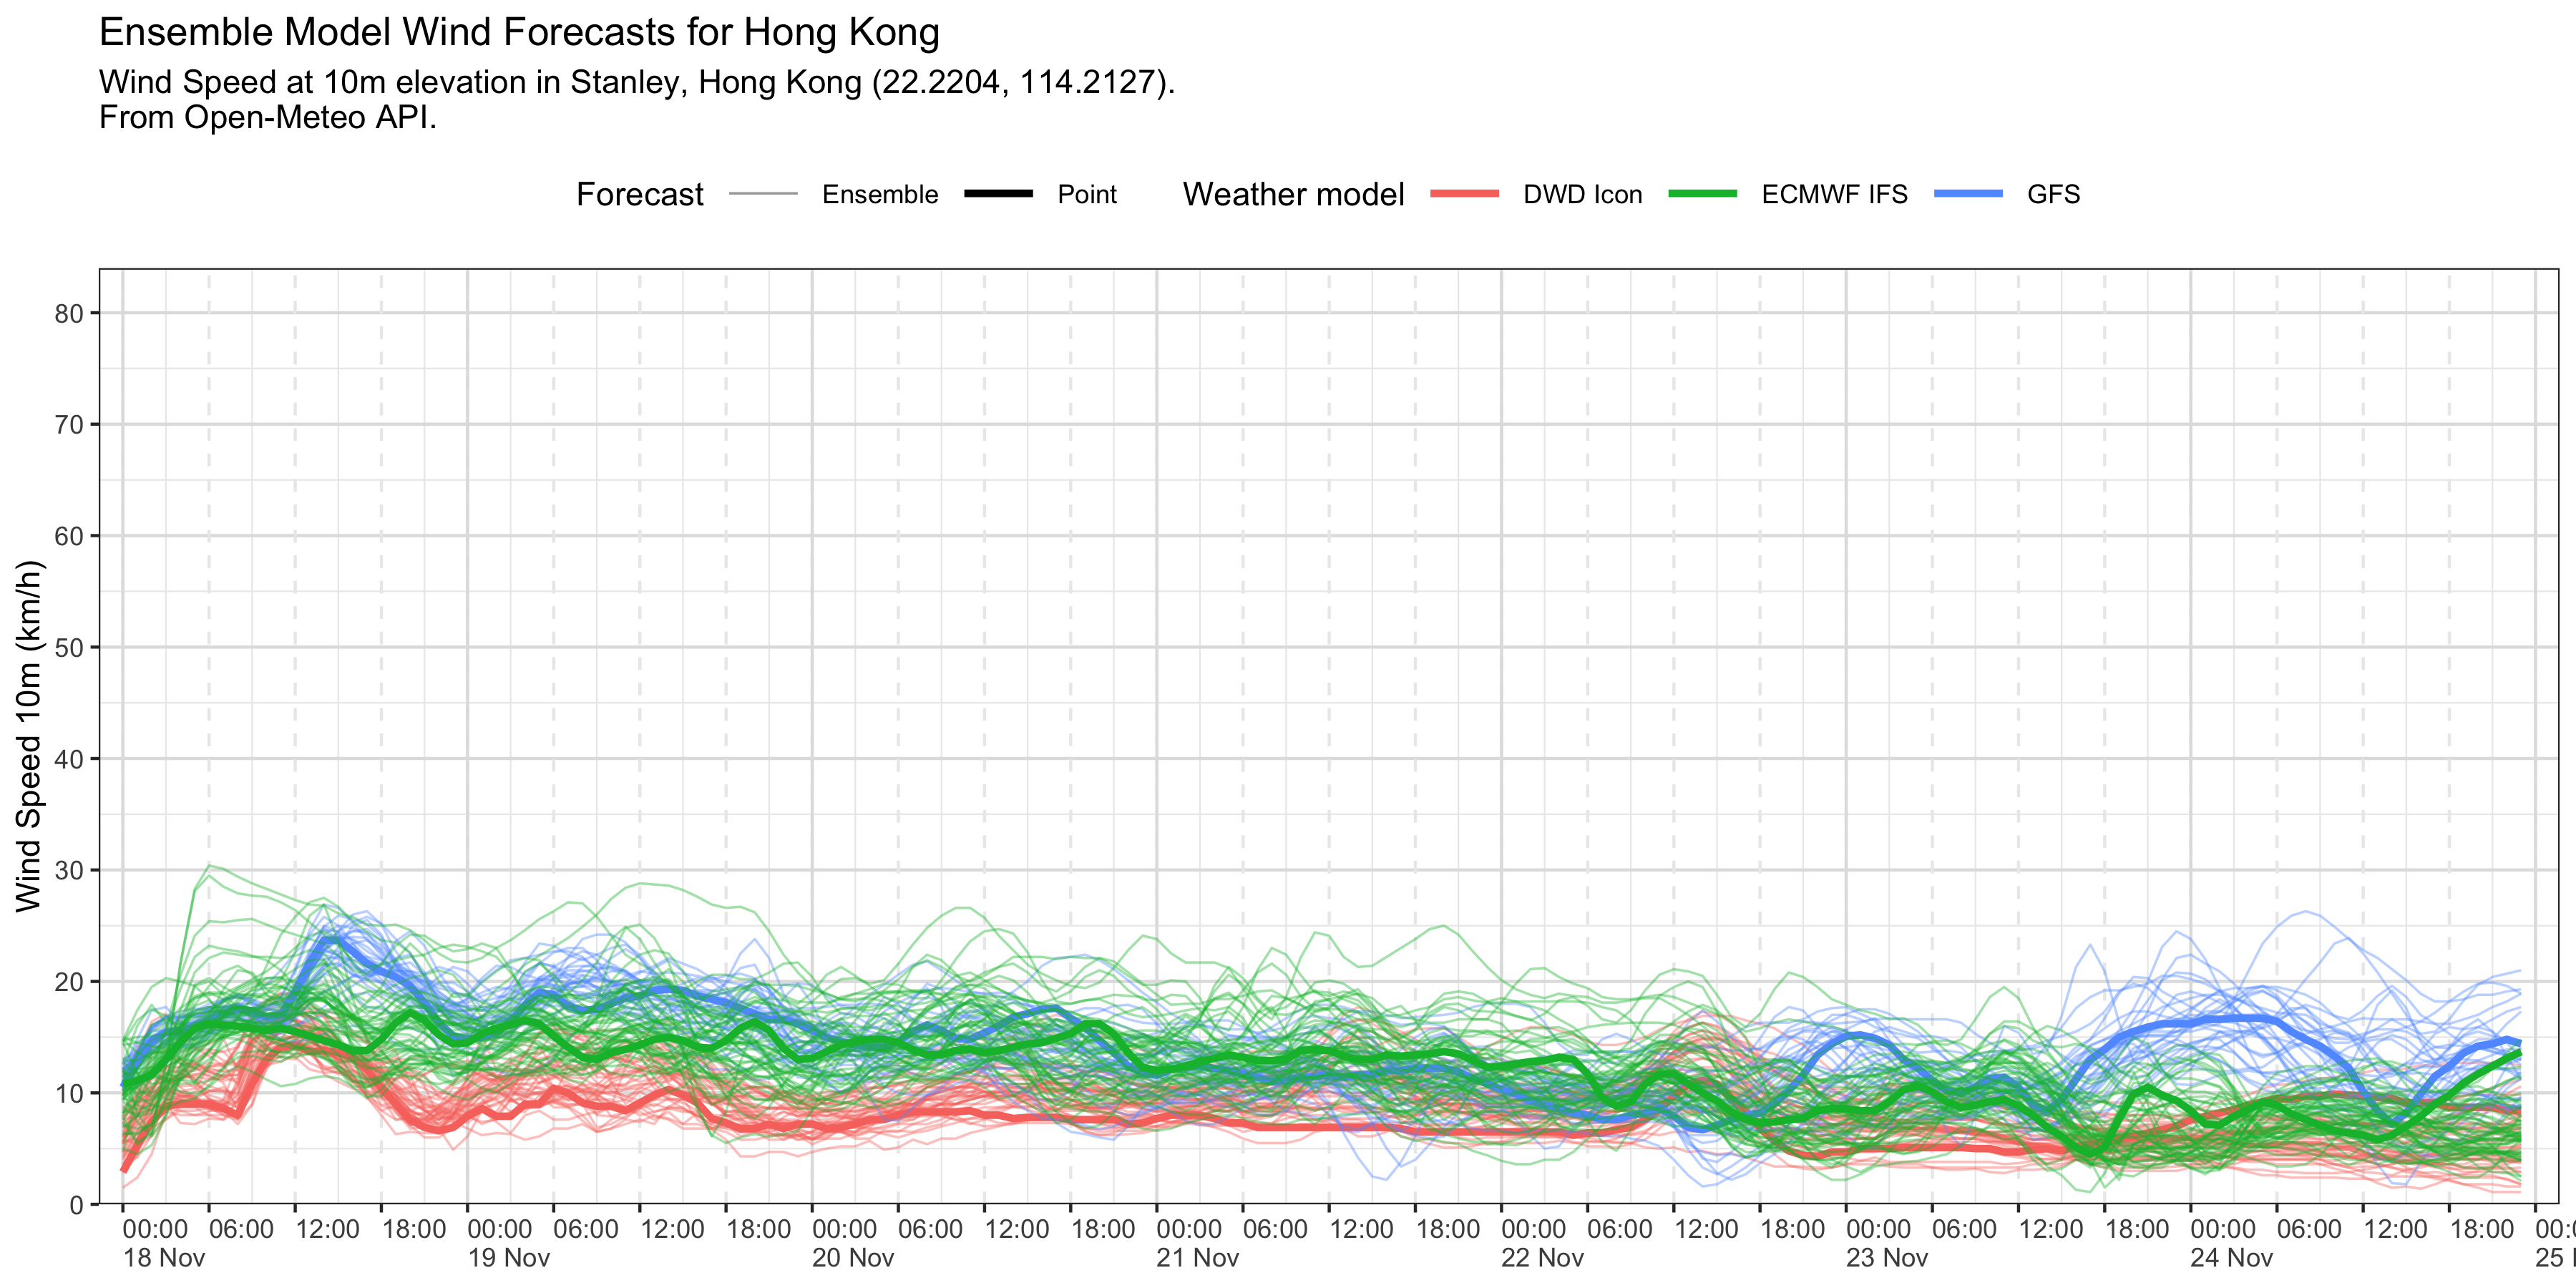 Ensemble Model Wind Forecasts for Hong Kong
Wind Speed at 10m elevation in Stanley, Hong Kong (22.2204, 114.2127).
From Open-Meteo API.
Forecast Ensemble Point Weather model DWD Icon ECMWF IFS GFS
Wind Speed 10m (km/h)
80
70
60
50
40
30
20
10
0
00:00 06:00 12:00 18:00 00:00 06:00 12:00 18:00 00:00 06:00 12:00 18:00 00:00 06:00 12:00 18:00 00:00 06:00 12:00 18:00 00:00 06:00 12:00 18:00 00:00 06:00 12:00 18:00
18 Nov 19 Nov 20 Nov 21 Nov 22 Nov 23 Nov 24 Nov 25